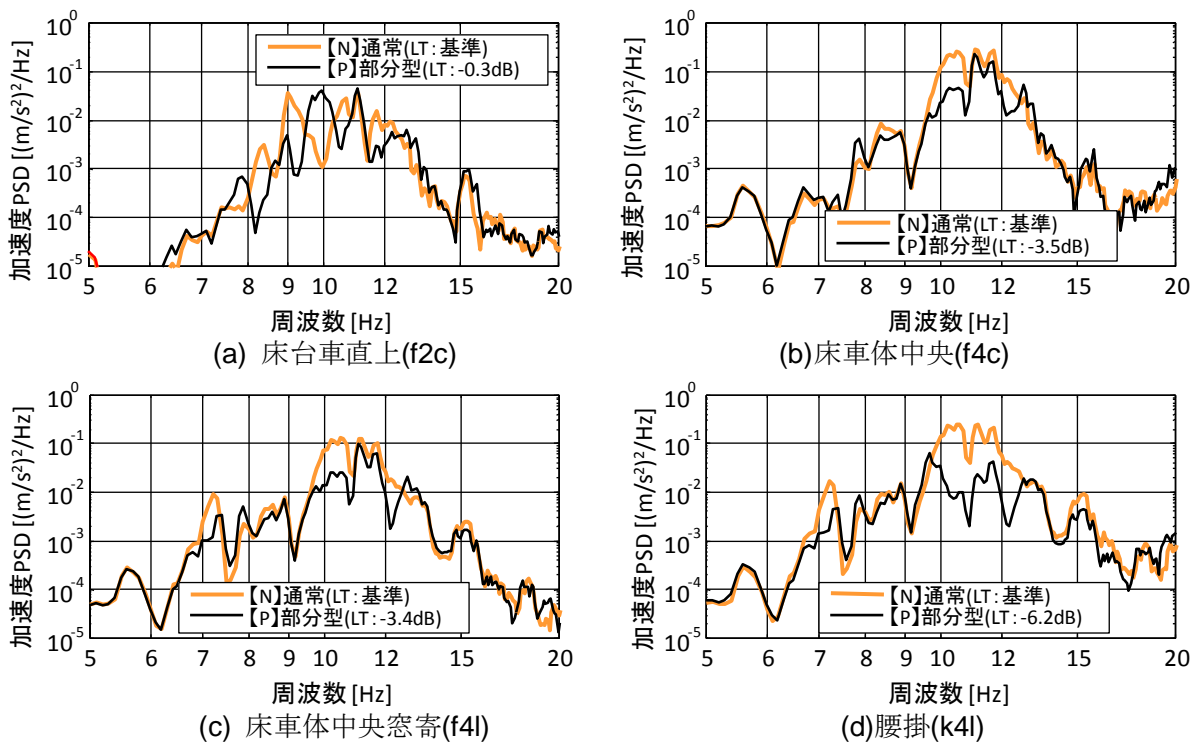 加速度PSD [(m/s²)²/Hz]
10⁰
10⁻¹
10⁻²
10⁻³
10⁻⁴
10⁻⁵
【N】通常(LT:基準)
【P】部分型(LT:-0.3dB)
5 6 7 8 9 10 12 15 20
周波数 [Hz]
(a) 床台車直上(f2c)
加速度PSD [(m/s²)²/Hz]
10⁰
10⁻¹
10⁻²
10⁻³
10⁻⁴
10⁻⁵
【N】通常(LT:基準)
【P】部分型(LT:-3.5dB)
5 6 7 8 9 10 12 15 20
周波数 [Hz]
(b)床車体中央(f4c)
加速度PSD [(m/s²)²/Hz]
10⁰
10⁻¹
10⁻²
10⁻³
10⁻⁴
10⁻⁵
【N】通常(LT:基準)
【P】部分型(LT:-3.4dB)
5 6 7 8 9 10 12 15 20
周波数 [Hz]
(c) 床車体中央窓寄(f4l)
加速度PSD [(m/s²)²/Hz]
10⁰
10⁻¹
10⁻²
10⁻³
10⁻⁴
10⁻⁵
【N】通常(LT:基準)
【P】部分型(LT:-6.2dB)
5 6 7 8 9 10 12 15 20
周波数 [Hz]
(d)腰掛(k4l)